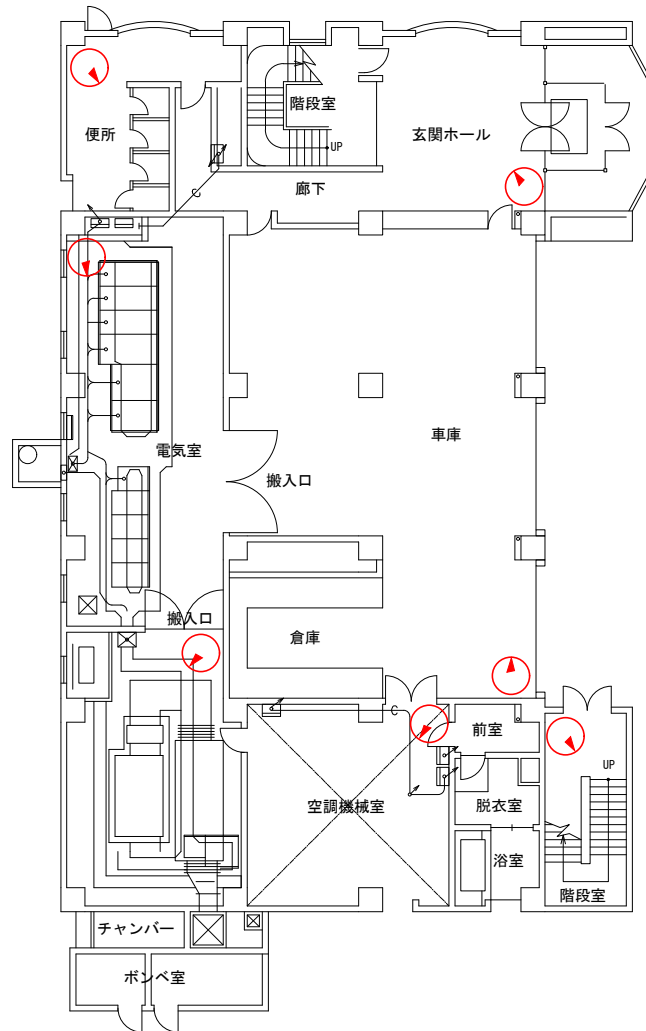 階段室
便所
玄関ホール
UP
廊下
車庫
電気室
搬入口
搬入口
倉庫
前室
UP
空調機械室
脱衣室
浴室
階段室
チャンバー
ボンベ室